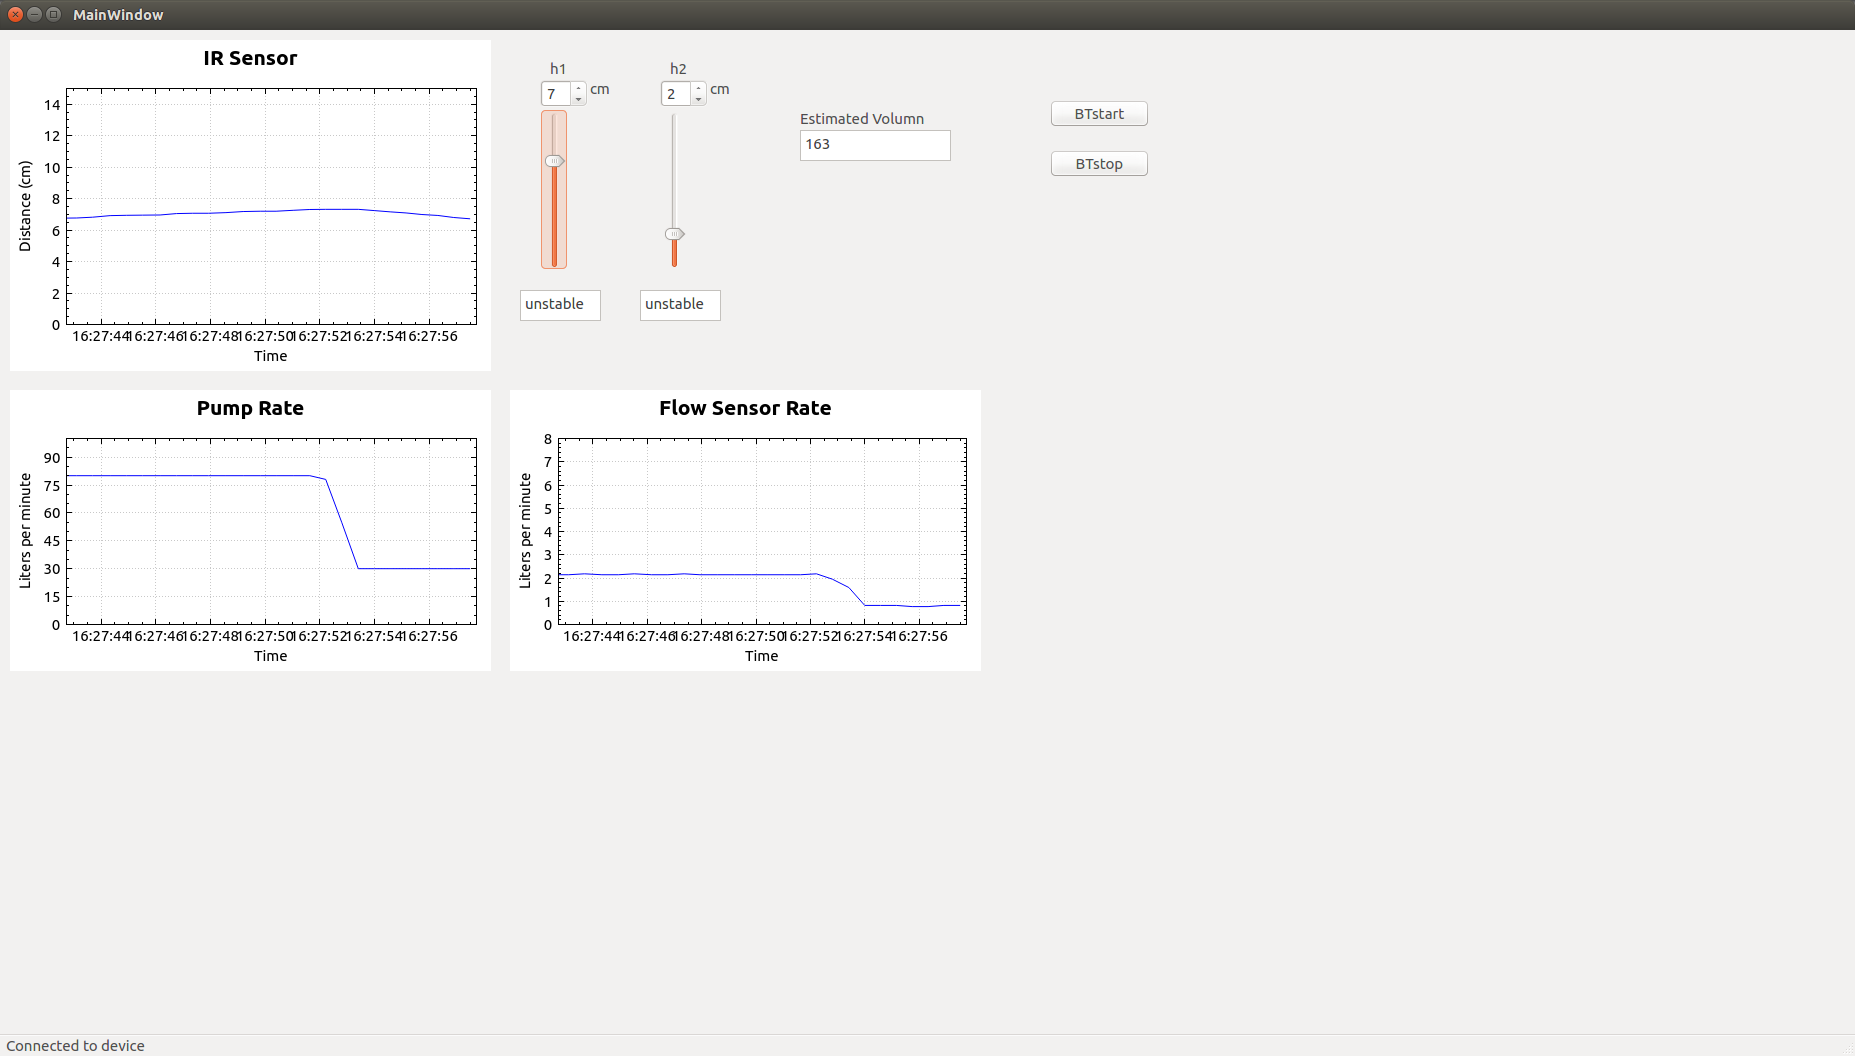 MainWindow
IR Sensor
14
12
10
8
6
4
2
0
Distance (cm)
16:27:44 16:27:46 16:27:48 16:27:50 16:27:52 16:27:54 16:27:56
Time
h1
7 cm
unstable
h2
2 cm
unstable
Estimated Volumn
163
BTstart
BTstop
Pump Rate
90
75
60
45
30
15
0
Liters per minute
16:27:44 16:27:46 16:27:48 16:27:50 16:27:52 16:27:54 16:27:56
Time
Flow Sensor Rate
8
7
6
5
4
3
2
1
0
Liters per minute
16:27:44 16:27:46 16:27:48 16:27:50 16:27:52 16:27:54 16:27:56
Time
Connected to device